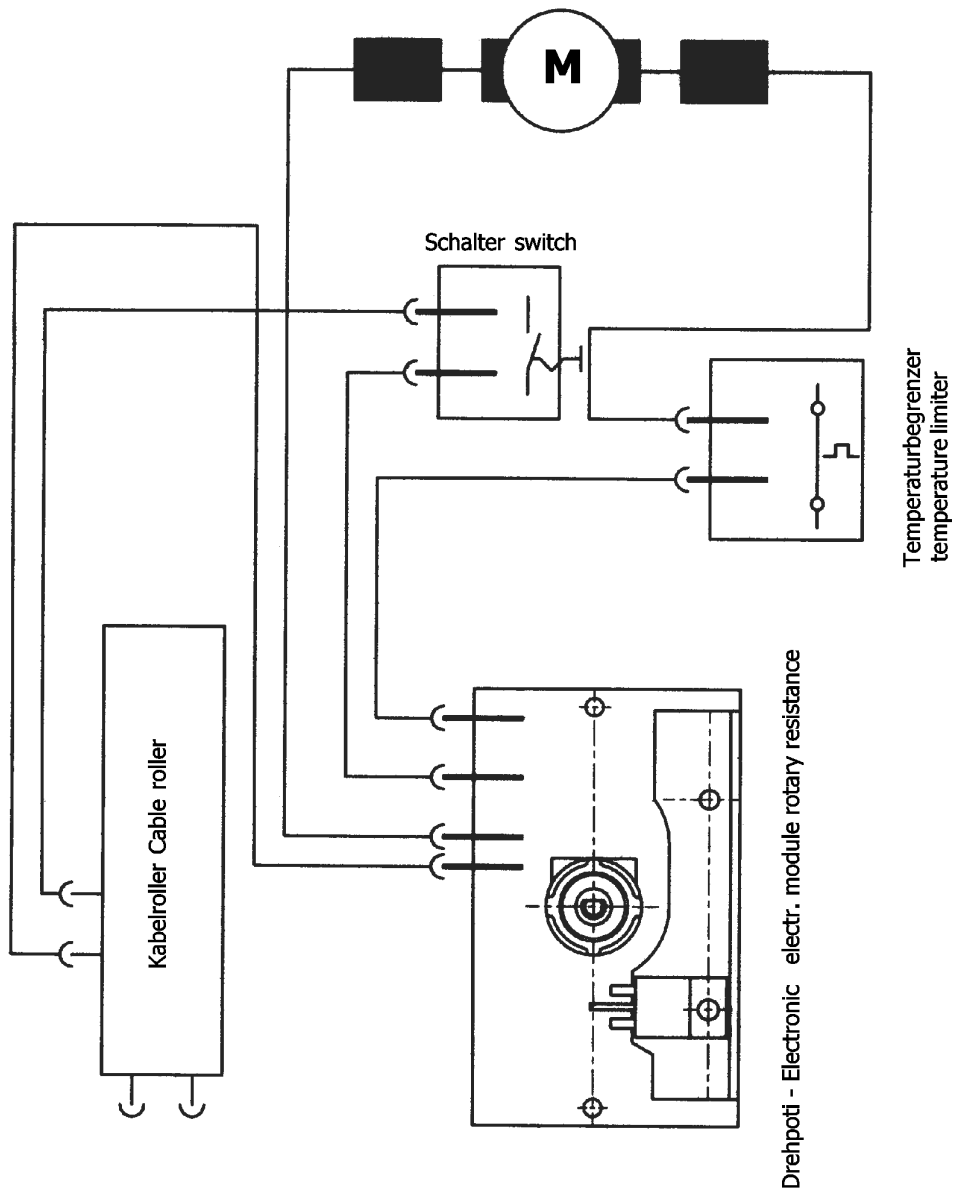 M
Schalter switch
Temperaturbegrenzer
temperature limiter
Kabelroller Cable roller
Drehpoti - Electronic electr. module rotary resistance